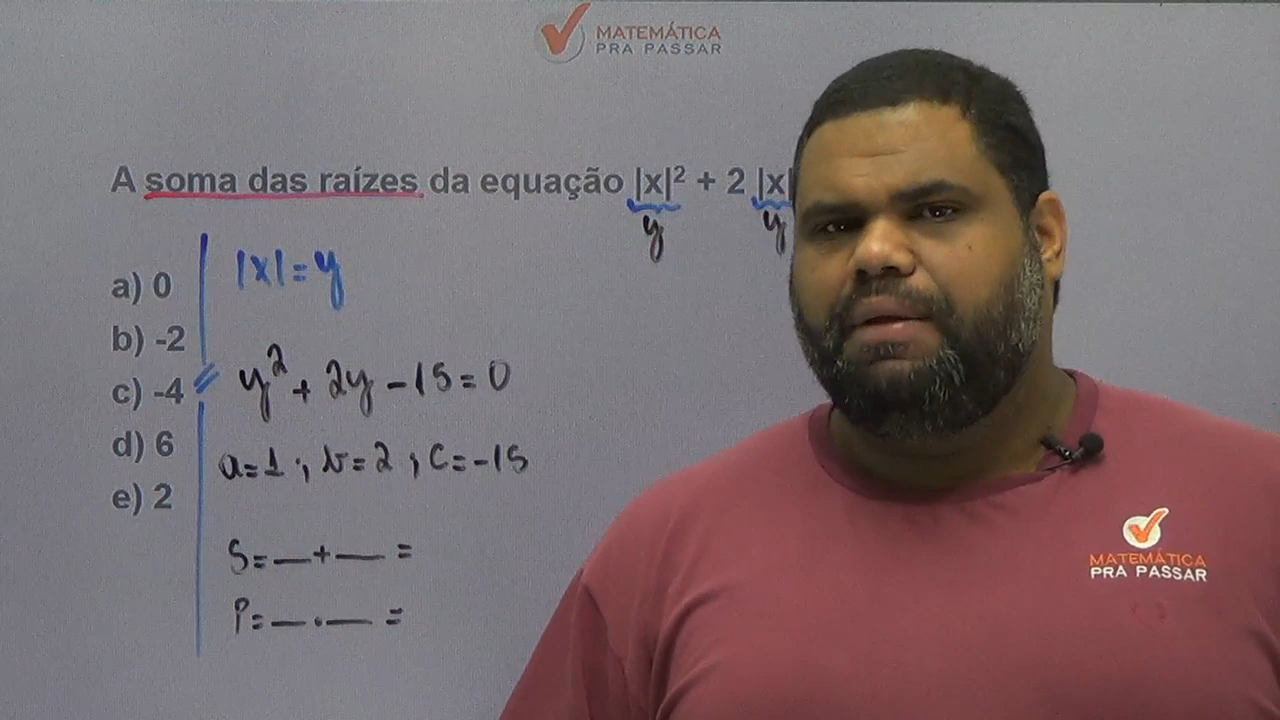 MATEMÁTICA
PRA PASSAR
A soma das raízes da equação |x|² + 2 |x|
y y
a) 0
b) -2
c) -4
d) 6
e) 2
|x|=y
y²+2y-15=0
a=1; b=2; c=-15
S=__+__=
P=__.__=
MATEMÁTICA
PRA PASSAR